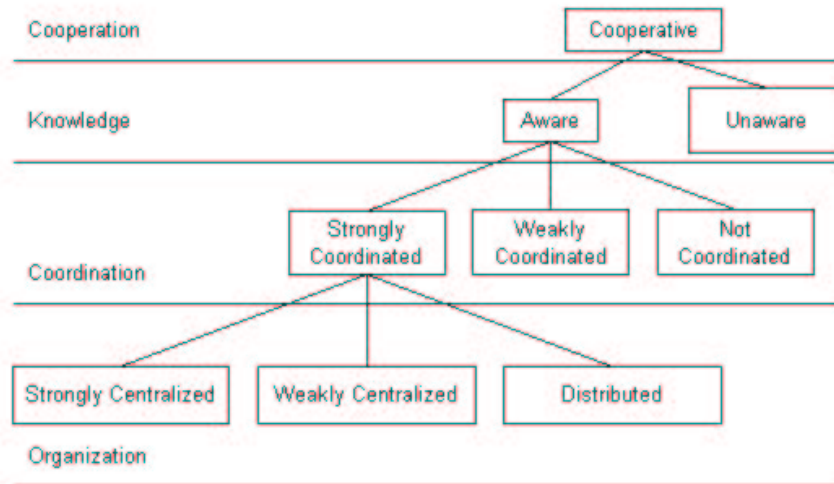 Cooperation
Cooperative
Knowledge
Aware
Unaware
Strongly
Coordinated
Weakly
Coordinated
Not
Coordinated
Coordination
Strongly Centralized
Weakly Centralized
Distributed
Organization